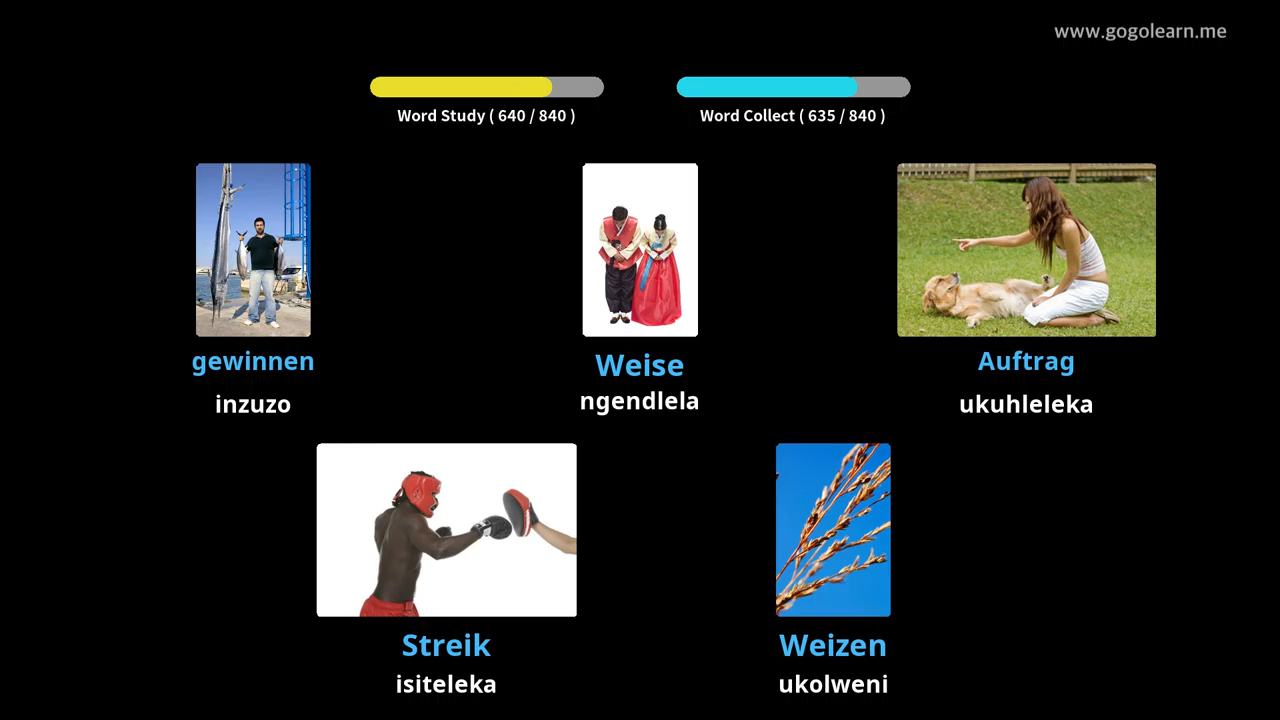 www.gogolearn.me
Word Study ( 640 / 840 )
Word Collect ( 635 / 840 )
gewinnen
inzuzo
Weise
ngendlela
Auftrag
ukuhleleka
Streik
isiteleka
Weizen
ukolweni